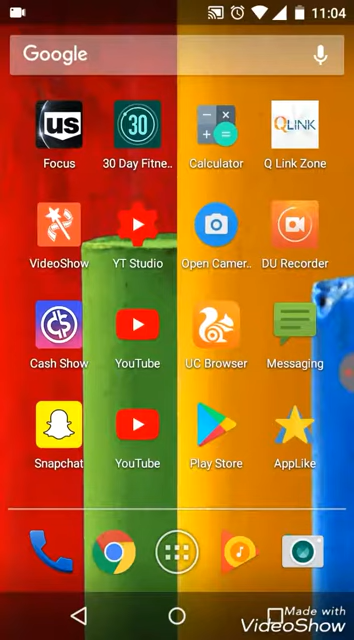 11:04
Google
us
30
QLINK
Focus
30 Day Fitne..
Calculator
Q Link Zone
VideoShow
YT Studio
Open Camer..
DU Recorder
Cash Show
YouTube
UC Browser
Messaging
Snapchat
YouTube
Play Store
AppLike
Made with
VideoShow